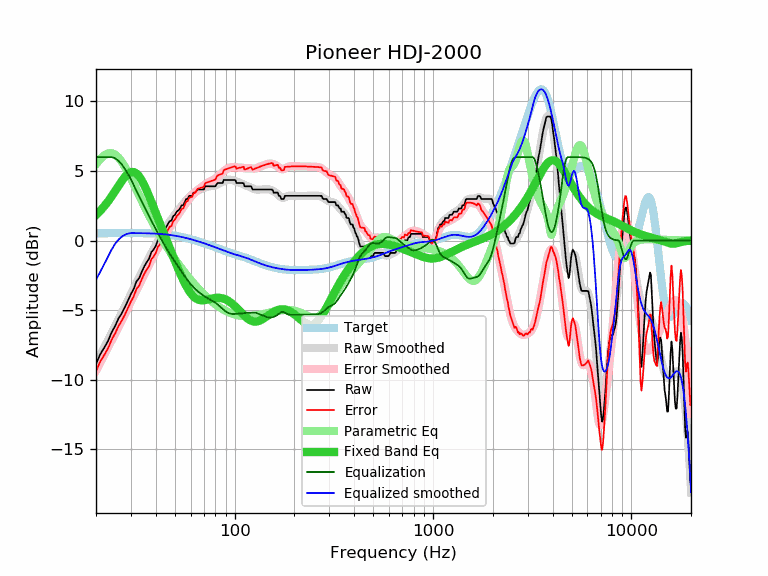 Pioneer HDJ-2000
Amplitude (dBr)
10
5
0
−5
−10
−15
Target
Raw Smoothed
Error Smoothed
Raw
Error
Parametric Eq
Fixed Band Eq
Equalization
Equalized smoothed
100
1000
10000
Frequency (Hz)